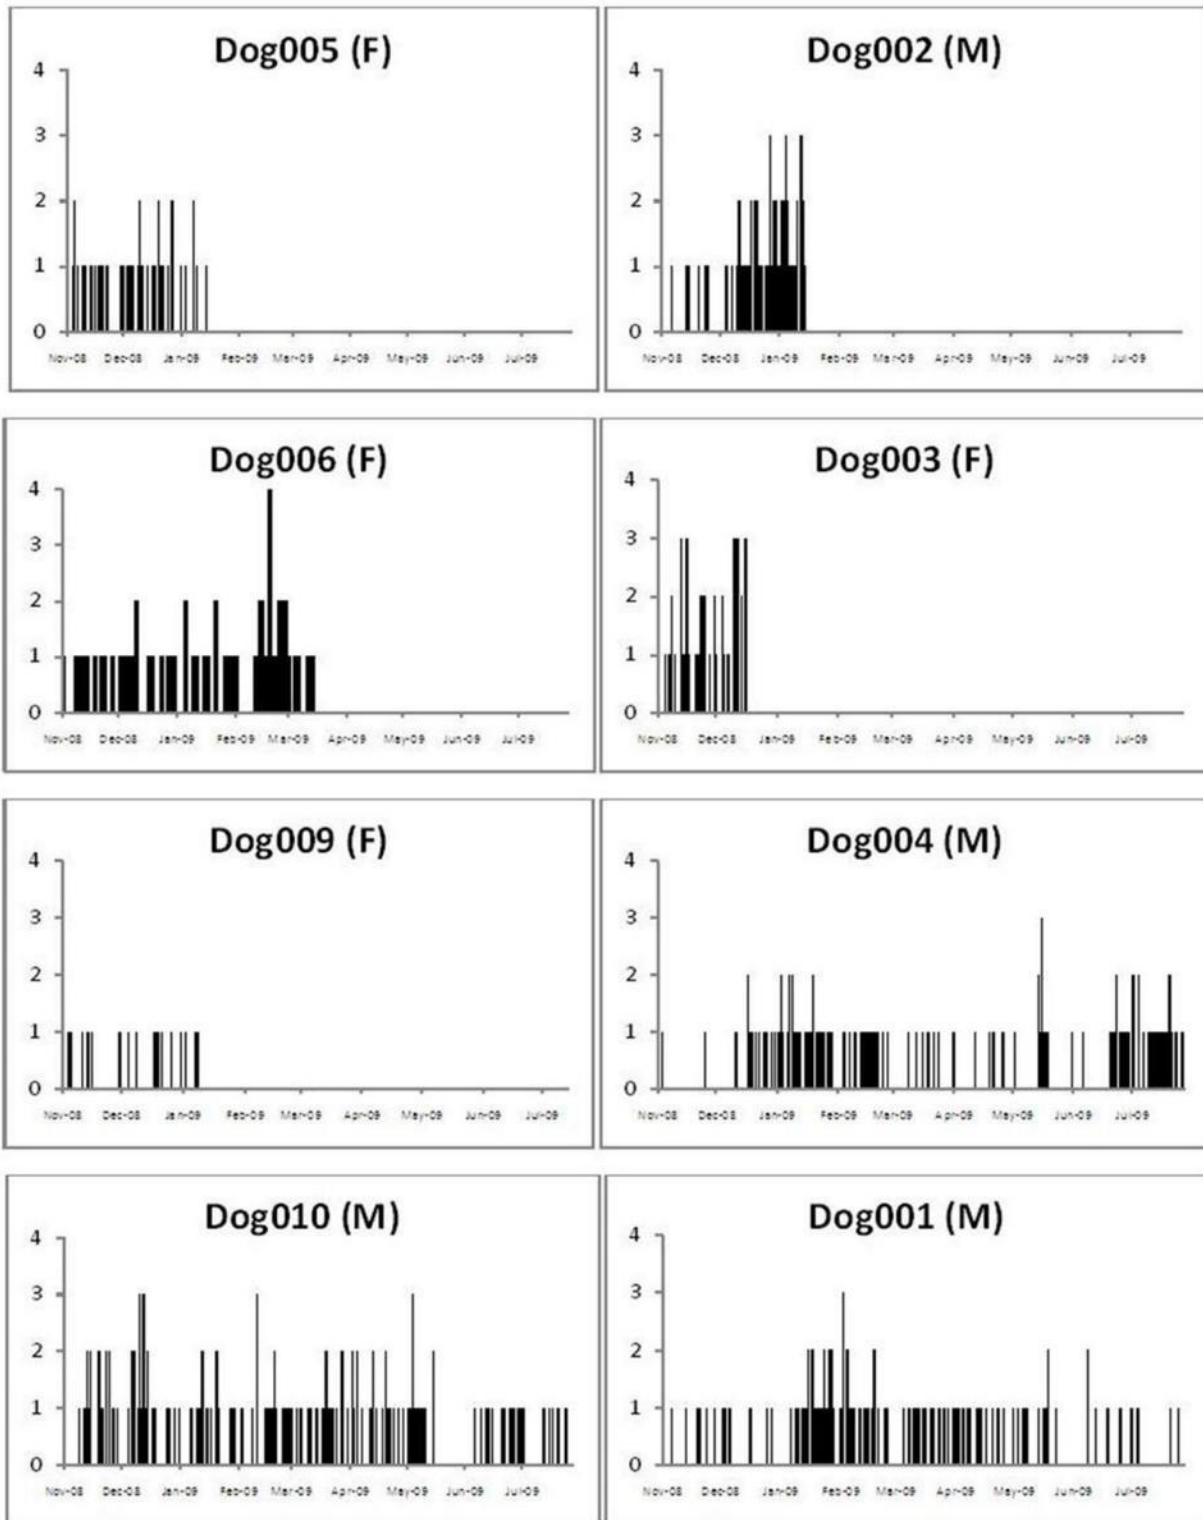 Dog005 (F)
4
3
2
1
0
Nov-08 Dec-08 Jan-09 Feb-09 Mar-09 Apr-09 May-09 Jun-09 Jul-09
Dog002 (M)
4
3
2
1
0
Nov-08 Dec-08 Jan-09 Feb-09 Mar-09 Apr-09 May-09 Jun-09 Jul-09
Dog006 (F)
4
3
2
1
0
Nov-08 Dec-08 Jan-09 Feb-09 Mar-09 Apr-09 May-09 Jun-09 Jul-09
Dog003 (F)
4
3
2
1
0
Nov-08 Dec-08 Jan-09 Feb-09 Mar-09 Apr-09 May-09 Jun-09 Jul-09
Dog009 (F)
4
3
2
1
0
Nov-08 Dec-08 Jan-09 Feb-09 Mar-09 Apr-09 May-09 Jun-09 Jul-09
Dog004 (M)
4
3
2
1
0
Nov-08 Dec-08 Jan-09 Feb-09 Mar-09 Apr-09 May-09 Jun-09 Jul-09
Dog010 (M)
4
3
2
1
0
Nov-08 Dec-08 Jan-09 Feb-09 Mar-09 Apr-09 May-09 Jun-09 Jul-09
Dog001 (M)
4
3
2
1
0
Nov-08 Dec-08 Jan-09 Feb-09 Mar-09 Apr-09 May-09 Jun-09 Jul-09